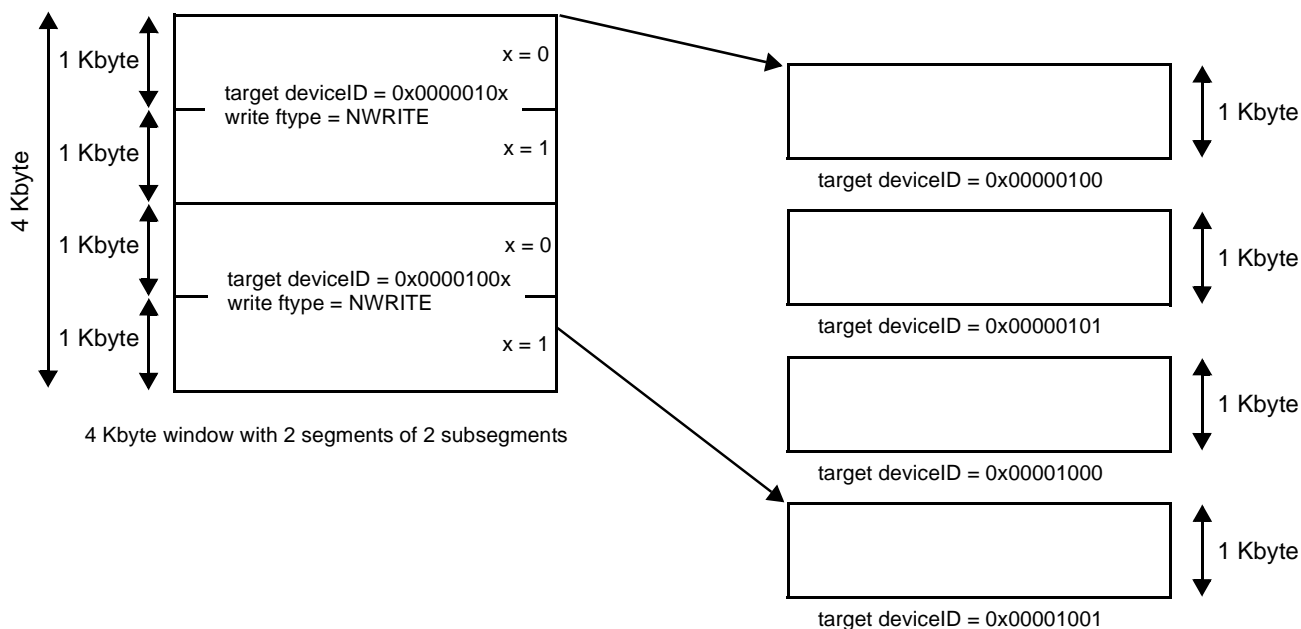 4 Kbyte
1 Kbyte
x = 0
target deviceID = 0x0000010x
write ftype = NWRITE
1 Kbyte
x = 1
1 Kbyte
x = 0
target deviceID = 0x0000100x
write ftype = NWRITE
1 Kbyte
x = 1
4 Kbyte window with 2 segments of 2 subsegments
1 Kbyte
target deviceID = 0x00000100
1 Kbyte
target deviceID = 0x00000101
1 Kbyte
target deviceID = 0x00001000
1 Kbyte
target deviceID = 0x00001001